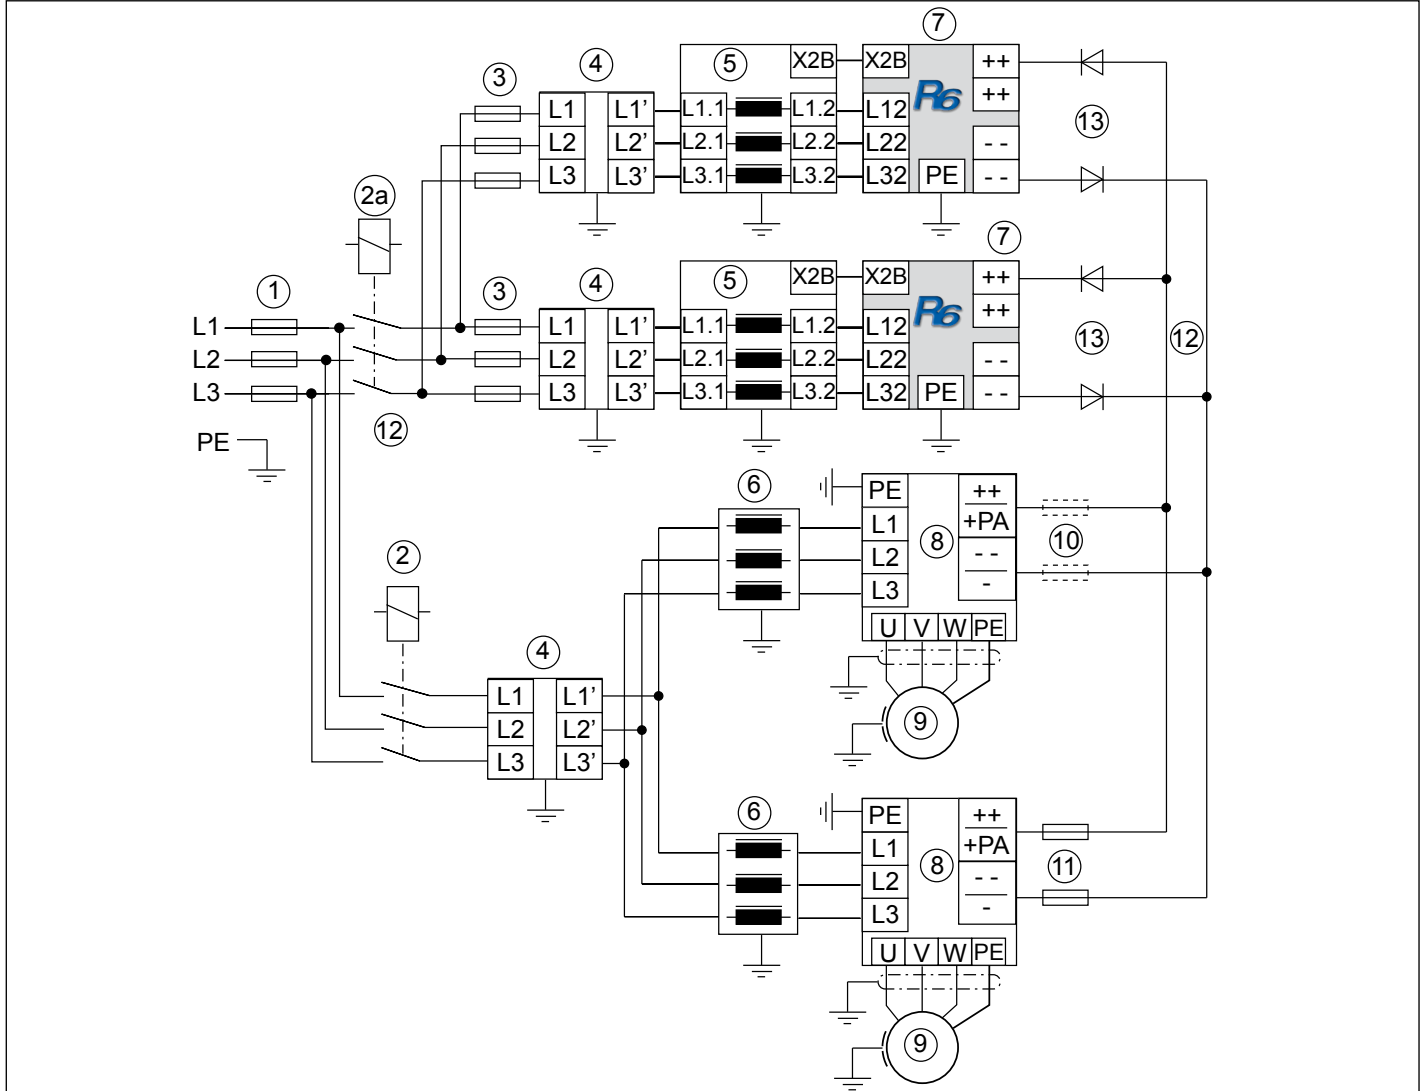 7
3 4 5 X2B X2B ++
L1 L1' L1.1 L1.2 L12 R6 ++
13
L2 L2' L2.1 L2.2 L22 - -
L3 L3' L3.1 L3.2 L32 PE - -
2a
7
1 3 4 5 X2B X2B ++
L1 L1 L1' L1.1 L1.2 L12 R6 ++
13 12
L2 L2 L2' L2.1 L2.2 L22 - -
L3 L3 L3' L3.1 L3.2 L32 PE - -
12
PE
6 PE ++
L1 +PA
8 10
2 L2 - -
L3 -
U V W PE
4
L1 L1'
L2 L2' 9
L3 L3'
6 PE ++
L1 +PA
8 11
L2 - -
L3 -
U V W PE
9